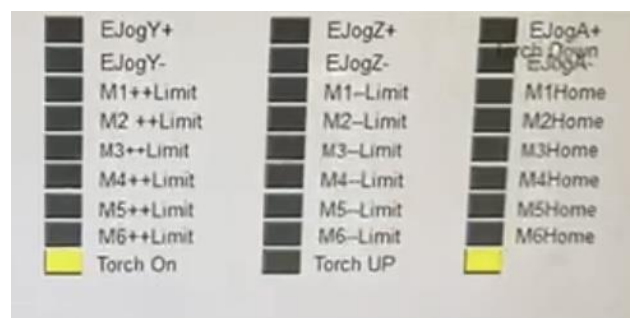 EJogY+ EJogZ+ EJogA+
Torch Down
EJogY- EJogZ- EJogA-
M1++Limit M1--Limit M1Home
M2 ++Limit M2--Limit M2Home
M3++Limit M3--Limit M3Home
M4++Limit M4--Limit M4Home
M5++Limit M5--Limit M5Home
M6++Limit M6--Limit M6Home
Torch On Torch UP